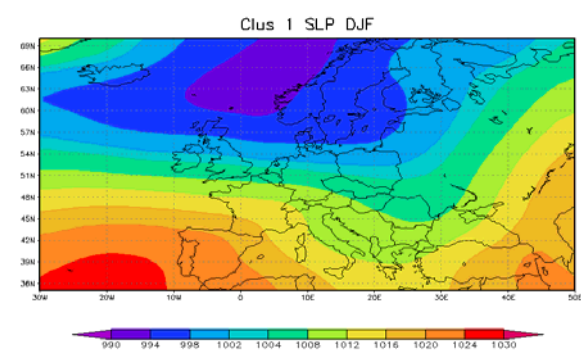 Clus 1 SLP DJF
69N
66N
63N
60N
57N
54N
51N
48N
45N
42N
39N
36N
30W 20W 10W 0 10E 20E 30E 40E 50E
990 994 998 1002 1004 1008 1012 1016 1020 1024 1030